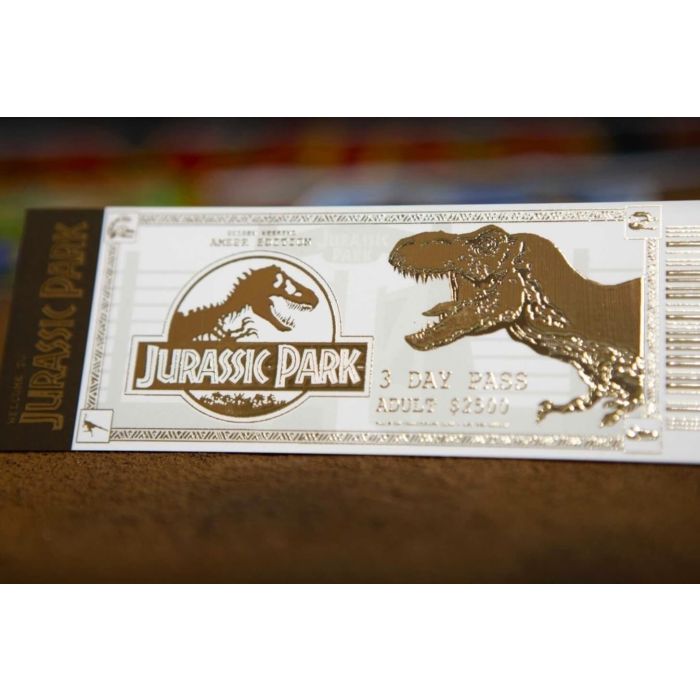 WELCOME TO
JURASSIC PARK
AMBER EDITION
JURASSIC PARK
JURASSIC PARK
3 DAY PASS
ADULT $2500